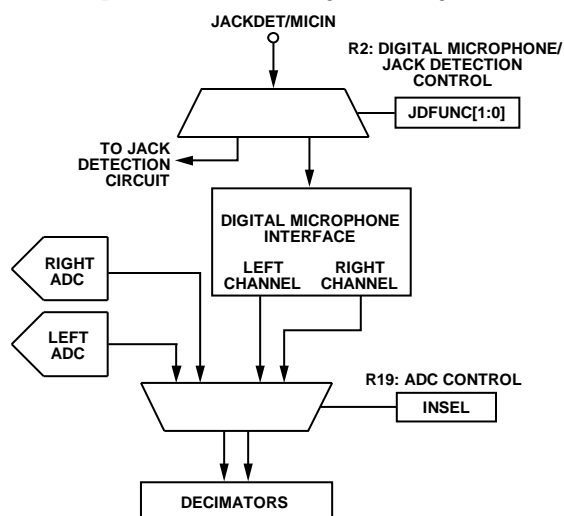 JACKDET/MICIN
R2: DIGITAL MICROPHONE/
JACK DETECTION
CONTROL
JDFUNC[1:0]
TO JACK
DETECTION
CIRCUIT
DIGITAL MICROPHONE
INTERFACE
LEFT
CHANNEL
RIGHT
CHANNEL
RIGHT
ADC
LEFT
ADC
R19: ADC CONTROL
INSEL
DECIMATORS